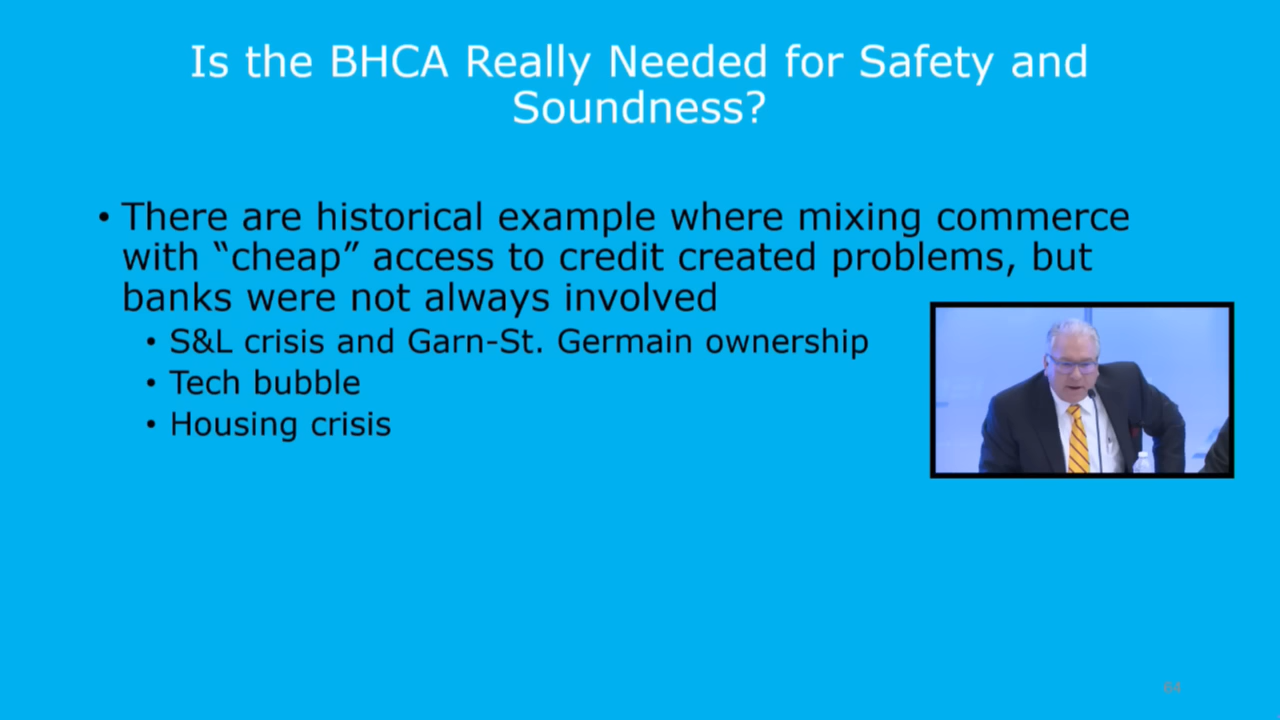 Is the BHCA Really Needed for Safety and
Soundness?
• There are historical example where mixing commerce
with “cheap” access to credit created problems, but
banks were not always involved
• S&L crisis and Garn-St. Germain ownership
• Tech bubble
• Housing crisis
64